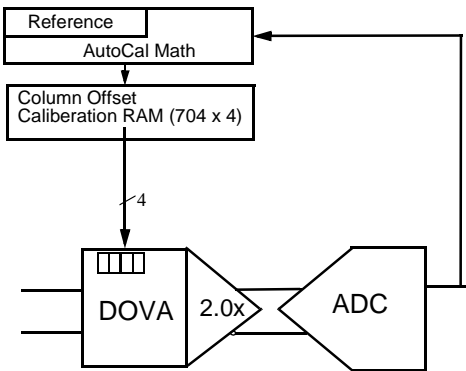 Reference
AutoCal Math
Column Offset
Caliberation RAM (704 x 4)
4
DOVA
2.0x
ADC